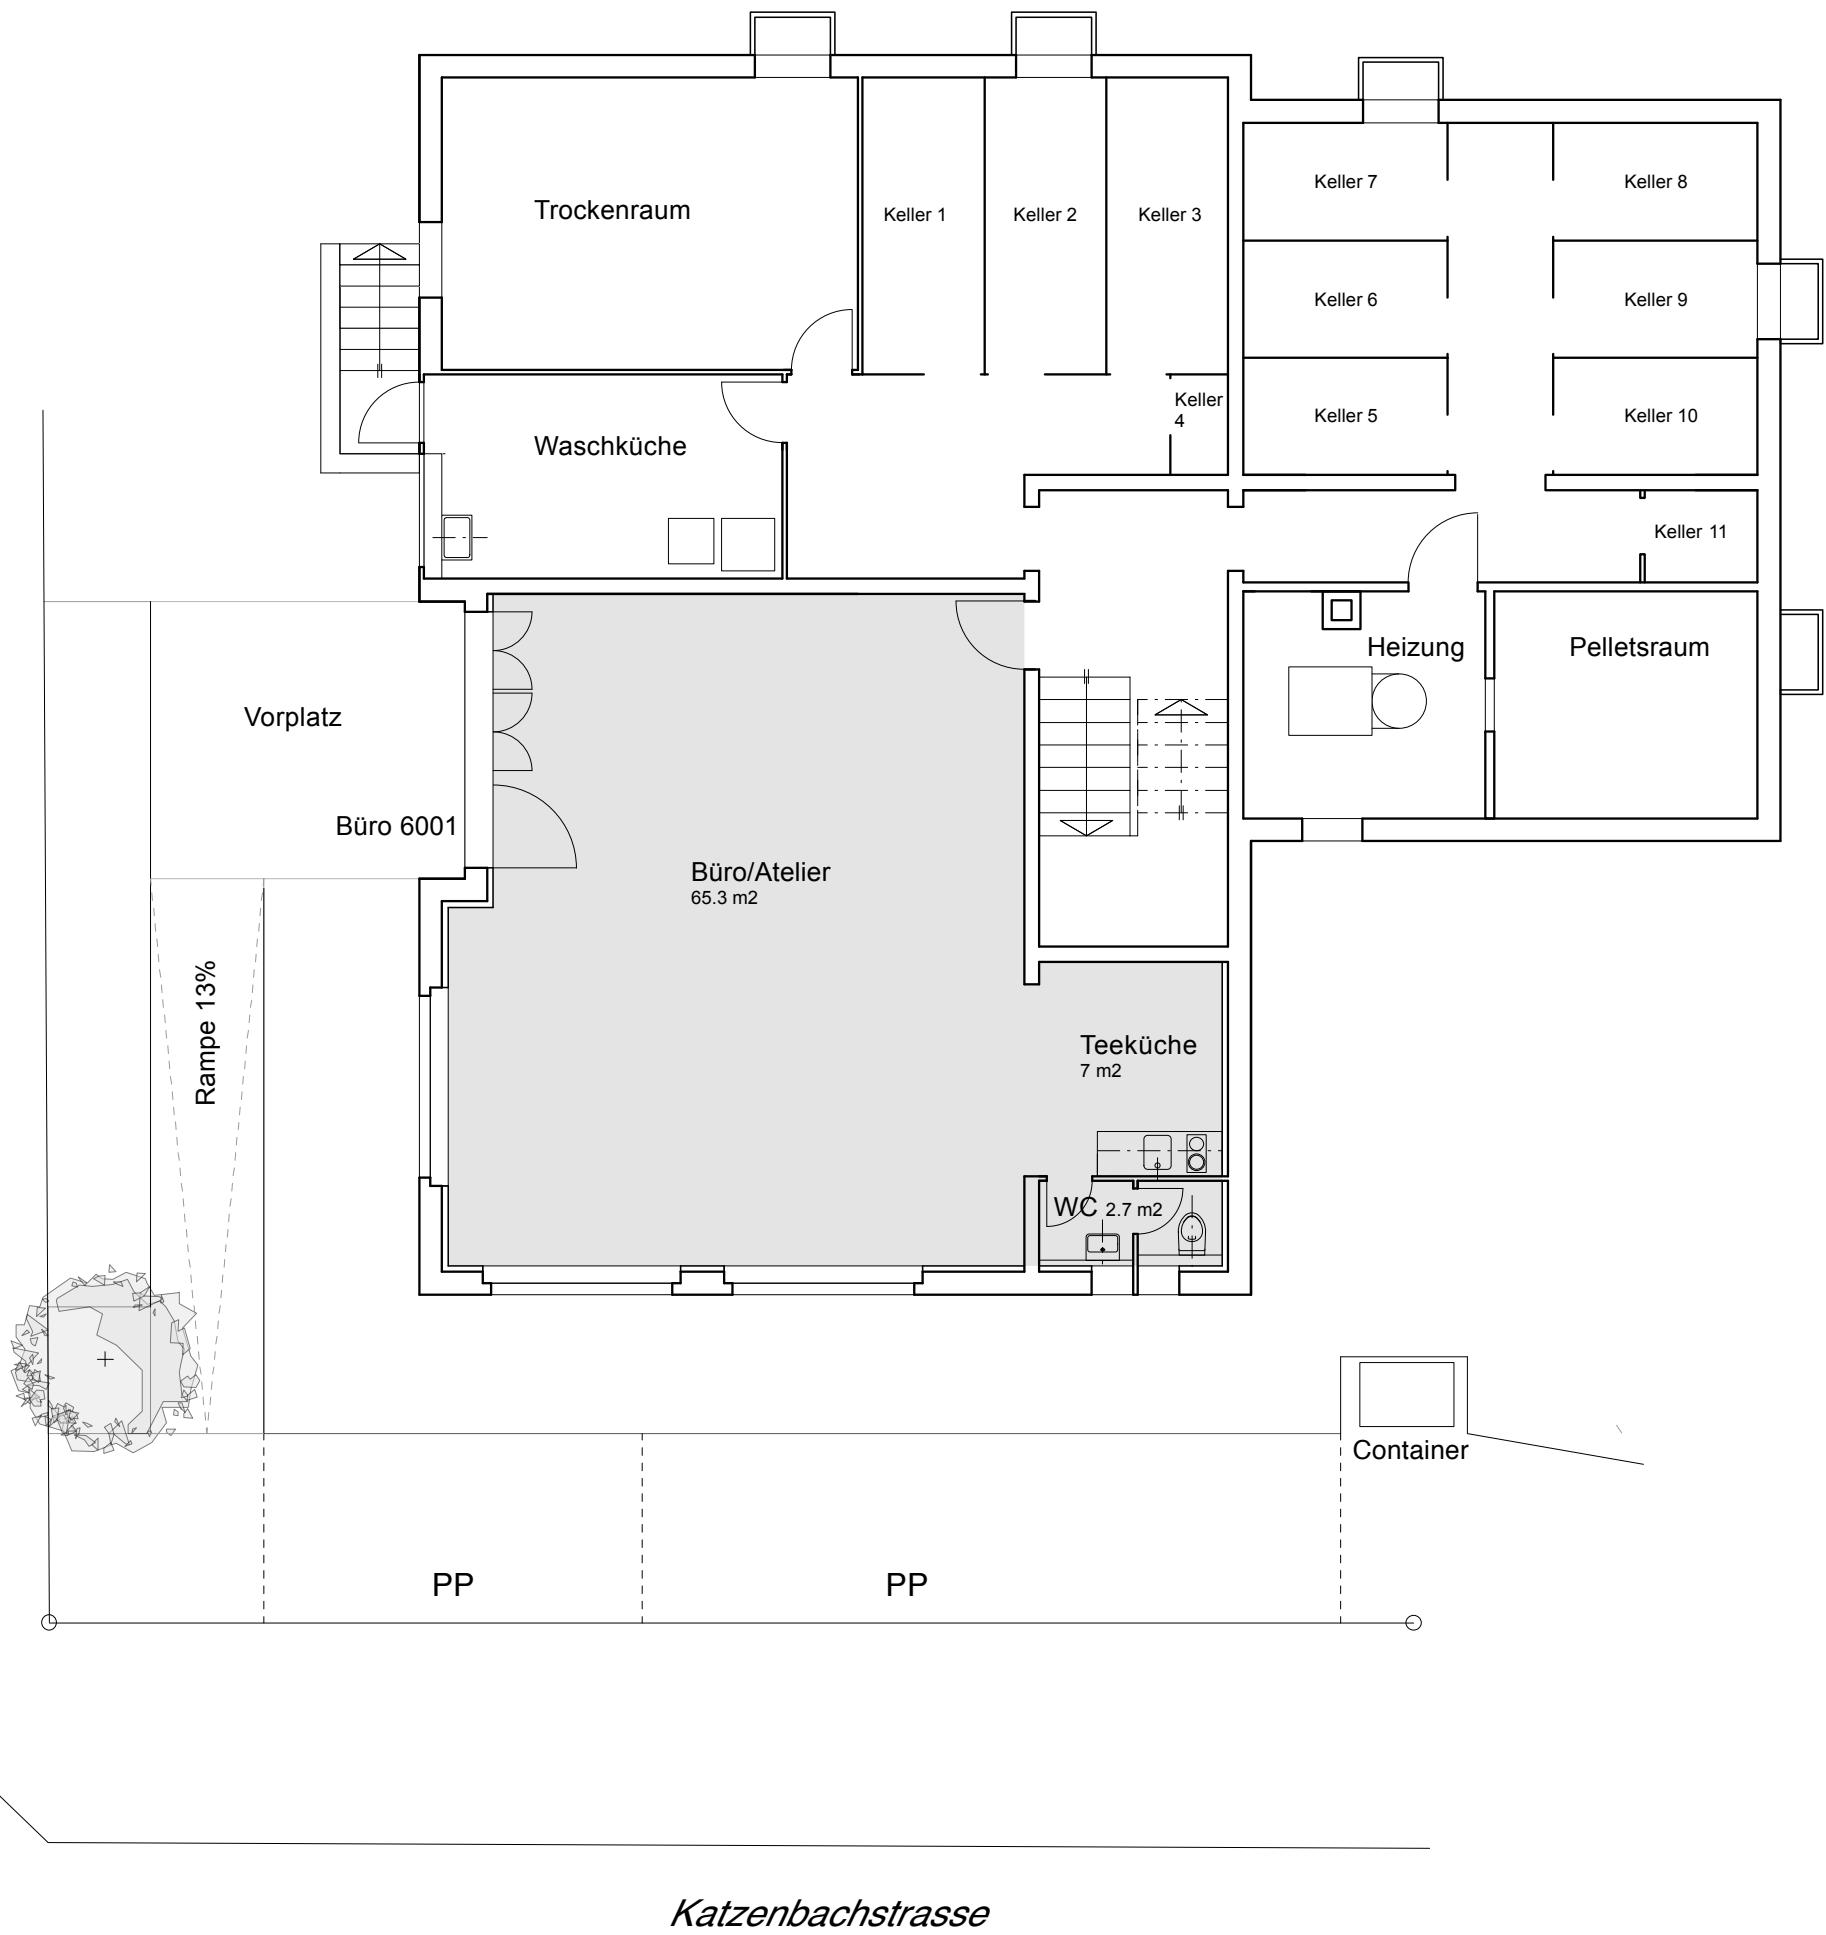 Keller 7
Keller 8
Trockenraum
Keller 1
Keller 2
Keller 3
Keller 6
Keller 9
Keller
4
Keller 5
Keller 10
Waschküche
Keller 11
Heizung
Pelletsraum
Vorplatz
Büro 6001
Büro/Atelier
65.3 m2
Rampe 13%
Teeküche
7 m2
WC 2.7 m2
Container
PP
PP
Katzenbachstrasse